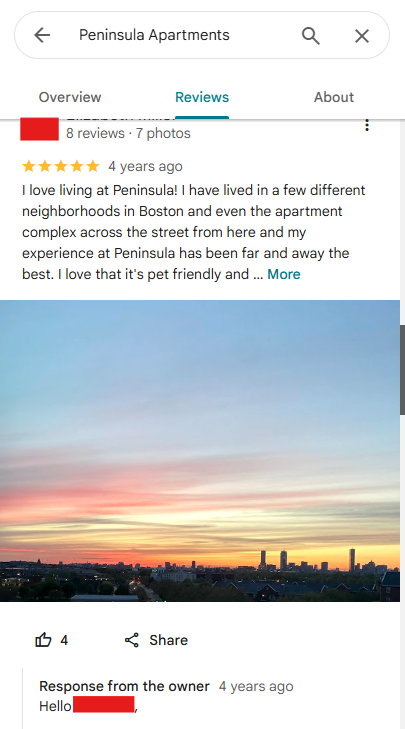 Peninsula Apartments
Overview
Reviews
About
8 reviews · 7 photos
4 years ago
I love living at Peninsula! I have lived in a few different
neighborhoods in Boston and even the apartment
complex across the street from here and my
experience at Peninsula has been far and away the
best. I love that it's pet friendly and ... More
4
Share
Response from the owner 4 years ago
Hello ,